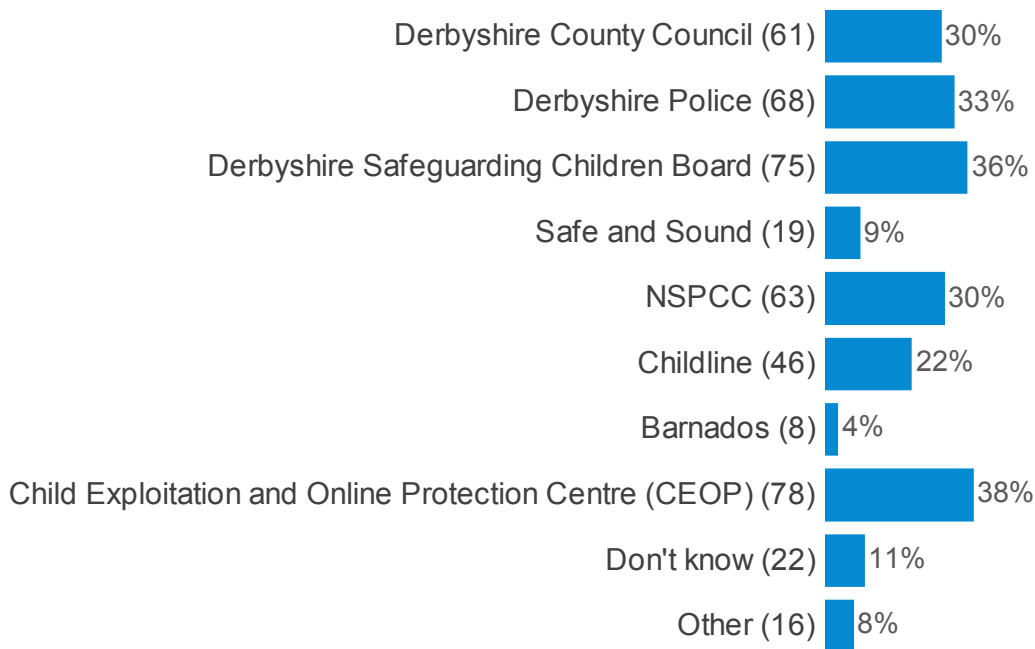 Derbyshire County Council (61) 30%
Derbyshire Police (68) 33%
Derbyshire Safeguarding Children Board (75) 36%
Safe and Sound (19) 9%
NSPCC (63) 30%
Childline (46) 22%
Barnados (8) 4%
Child Exploitation and Online Protection Centre (CEOP) (78) 38%
Don't know (22) 11%
Other (16) 8%